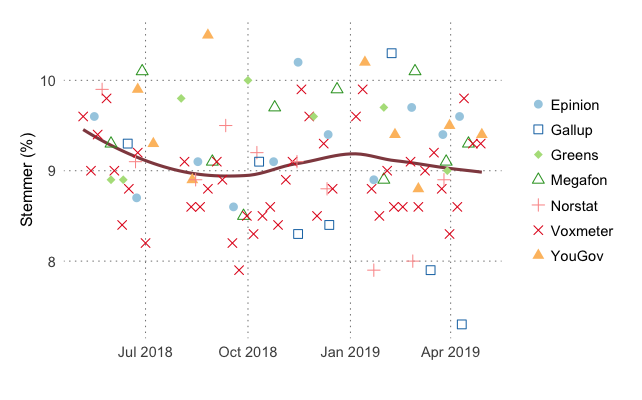 Stemmer (%)
10
9
8
Jul 2018
Oct 2018
Jan 2019
Apr 2019
Epinion
Gallup
Greens
Megafon
Norstat
Voxmeter
YouGov